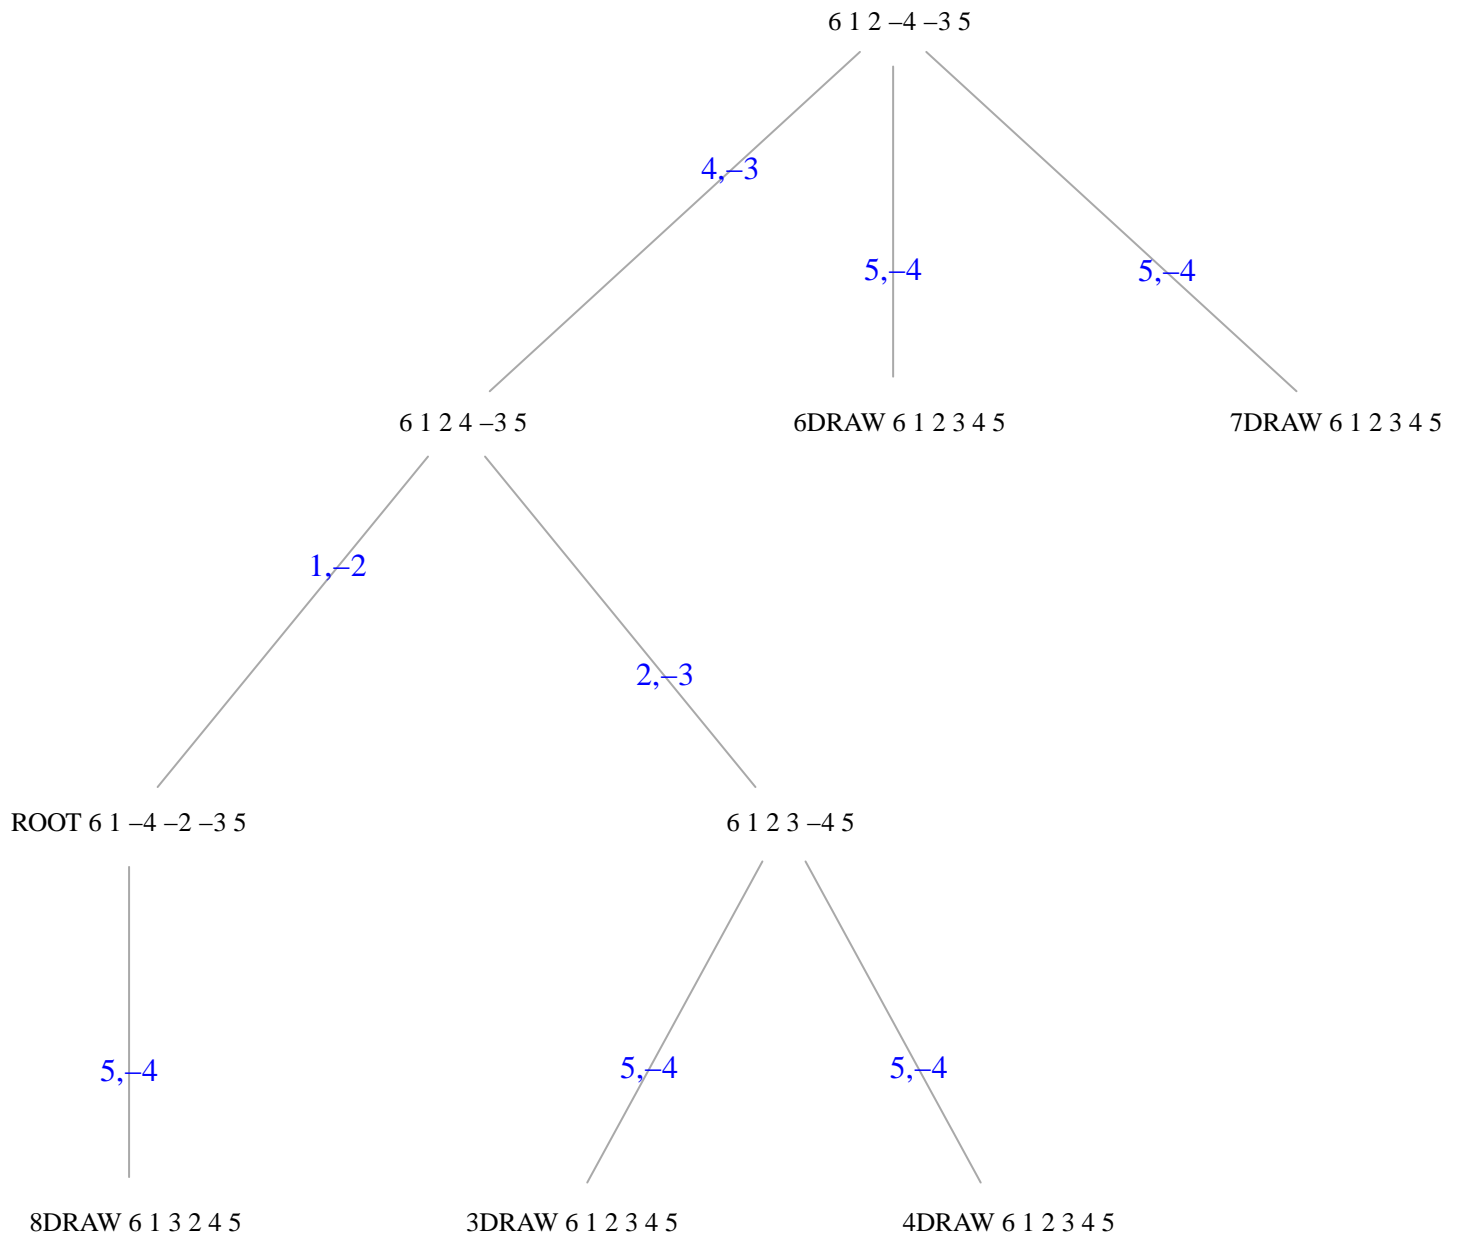 6 1 2 –4 –3 5
4,–3
5,–4
5,–4
6 1 2 4 –3 5
6DRAW 6 1 2 3 4 5
7DRAW 6 1 2 3 4 5
1,–2
2,–3
ROOT 6 1 –4 –2 –3 5
6 1 2 3 –4 5
5,–4
5,–4
5,–4
8DRAW 6 1 3 2 4 5
3DRAW 6 1 2 3 4 5
4DRAW 6 1 2 3 4 5